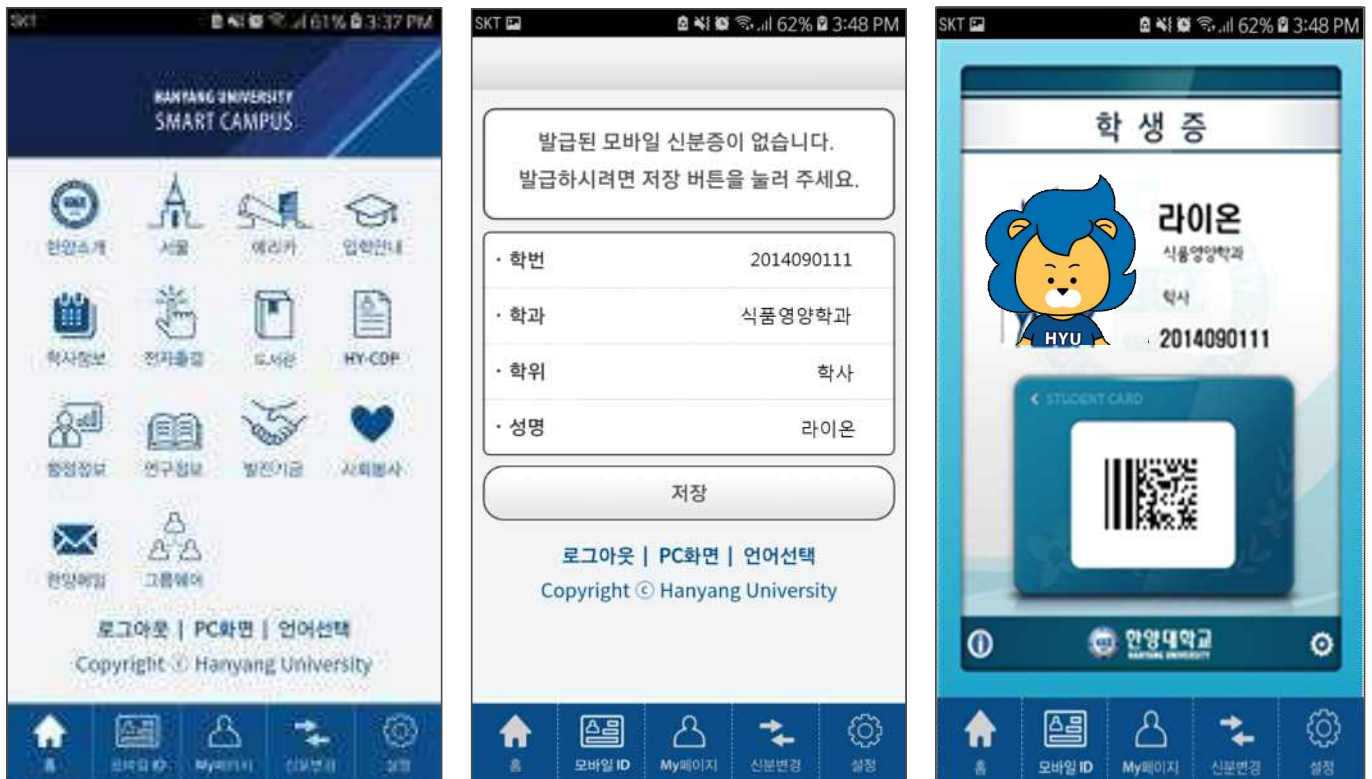 SKT 61% 3:37 PM
HANYANG UNIVERSITY
SMART CAMPUS
한양소개 서울 에리카 입학안내
학사정보 전자출결 도서관 HY-CDP
행정정보 연구정보 발전기금 사회봉사
한양메일 그룹웨어
로그아웃 | PC화면 | 언어선택
Copyright ⓒ Hanyang University
홈 모바일 ID My페이지 신분변경 설정
SKT 62% 3:48 PM
발급된 모바일 신분증이 없습니다.
발급하시려면 저장 버튼을 눌러 주세요.
· 학번 2014090111
· 학과 식품영양학과
· 학위 학사
· 성명 라이온
저장
로그아웃 | PC화면 | 언어선택
Copyright ⓒ Hanyang University
홈 모바일 ID My페이지 신분변경 설정
SKT 62% 3:48 PM
학생증
라이온
식품영양학과
학사
2014090111
HYU
< STUDENT CARD
한양대학교
HANYANG UNIVERSITY
홈 모바일 ID My페이지 신분변경 설정